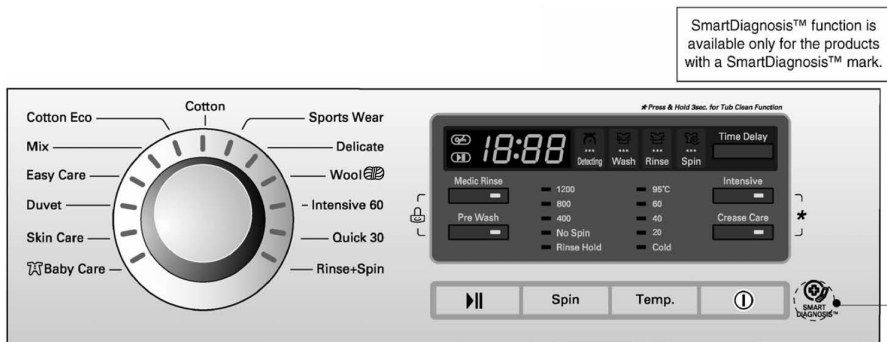 SmartDiagnosis™ function is
available only for the products
with a SmartDiagnosis™ mark.
Cotton
Cotton Eco
Sports Wear
Mix
Delicate
Easy Care
Wool
Duvet
Intensive 60
Skin Care
Quick 30
Baby Care
Rinse+Spin
*Press & Hold 3sec. for Tub Clean Function
18:88
Detecting
Wash
Rinse
Spin
Time Delay
Medic Rinse
Pre Wash
1200
800
400
No Spin
Rinse Hold
95°C
60
40
20
Cold
Intensive
Crease Care
*
Spin
Temp.
SMART
DIAGNOSIS™